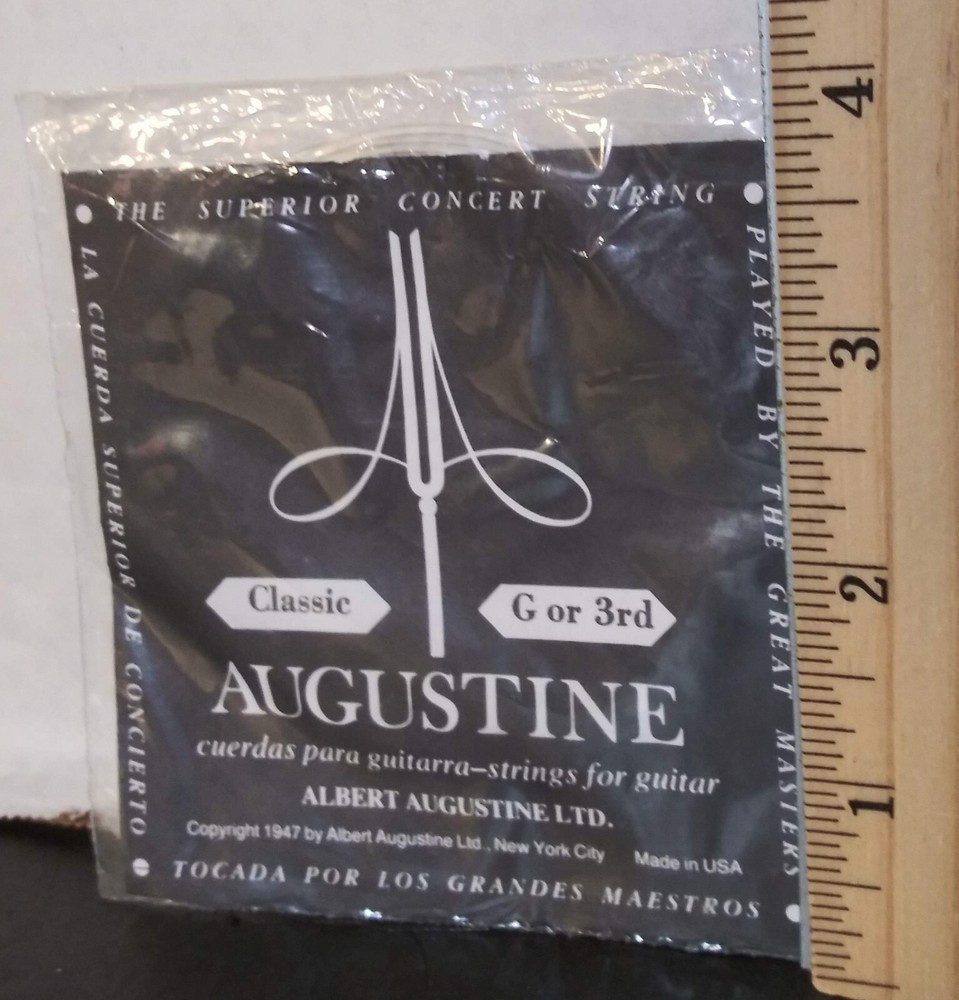 THE SUPERIOR CONCERT STRING
LA CUERDA SUPERIOR DE CONCIERTO
PLAYED BY THE GREAT MASTERS
Classic
G or 3rd
AUGUSTINE
cuerdas para guitarra–strings for guitar
ALBERT AUGUSTINE LTD.
Copyright 1947 by Albert Augustine Ltd., New York City Made in USA
TOCADA POR LOS GRANDES MAESTROS
4
3
2
1